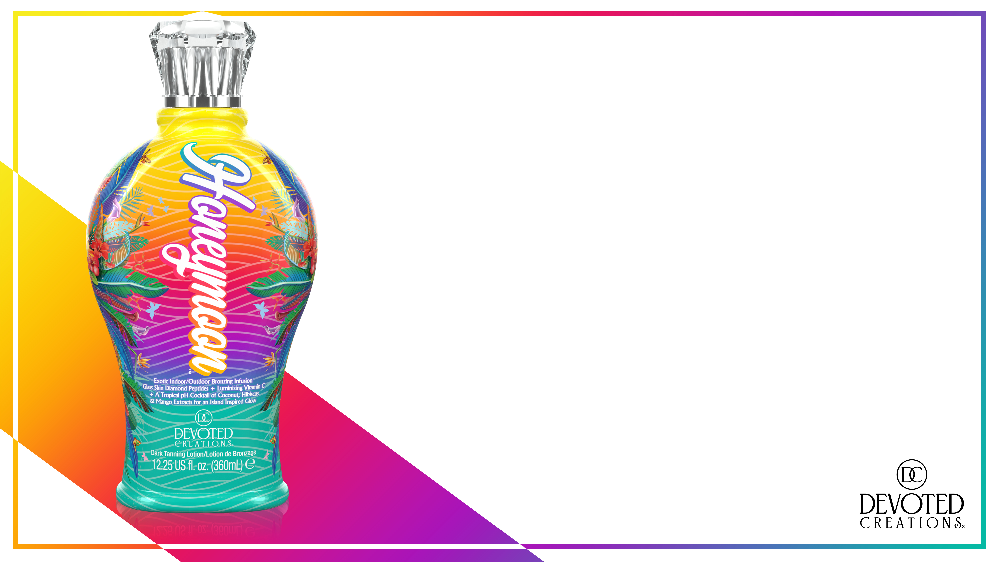 Honeymoon™
Exotic Indoor/Outdoor Bronzing Infusion
Glass Skin Diamond Peptides + Luminizing Vitamin C
+ A Tropical pH Cocktail of Coconut, Hibiscus
& Mango Extracts for an Island Inspired Glow
DC
DEVOTED
CREATIONS®
Dark Tanning Lotion/Lotion de Bronzage
12.25 US fl. oz. (360mL) ℮
DC
DEVOTED
CREATIONS®